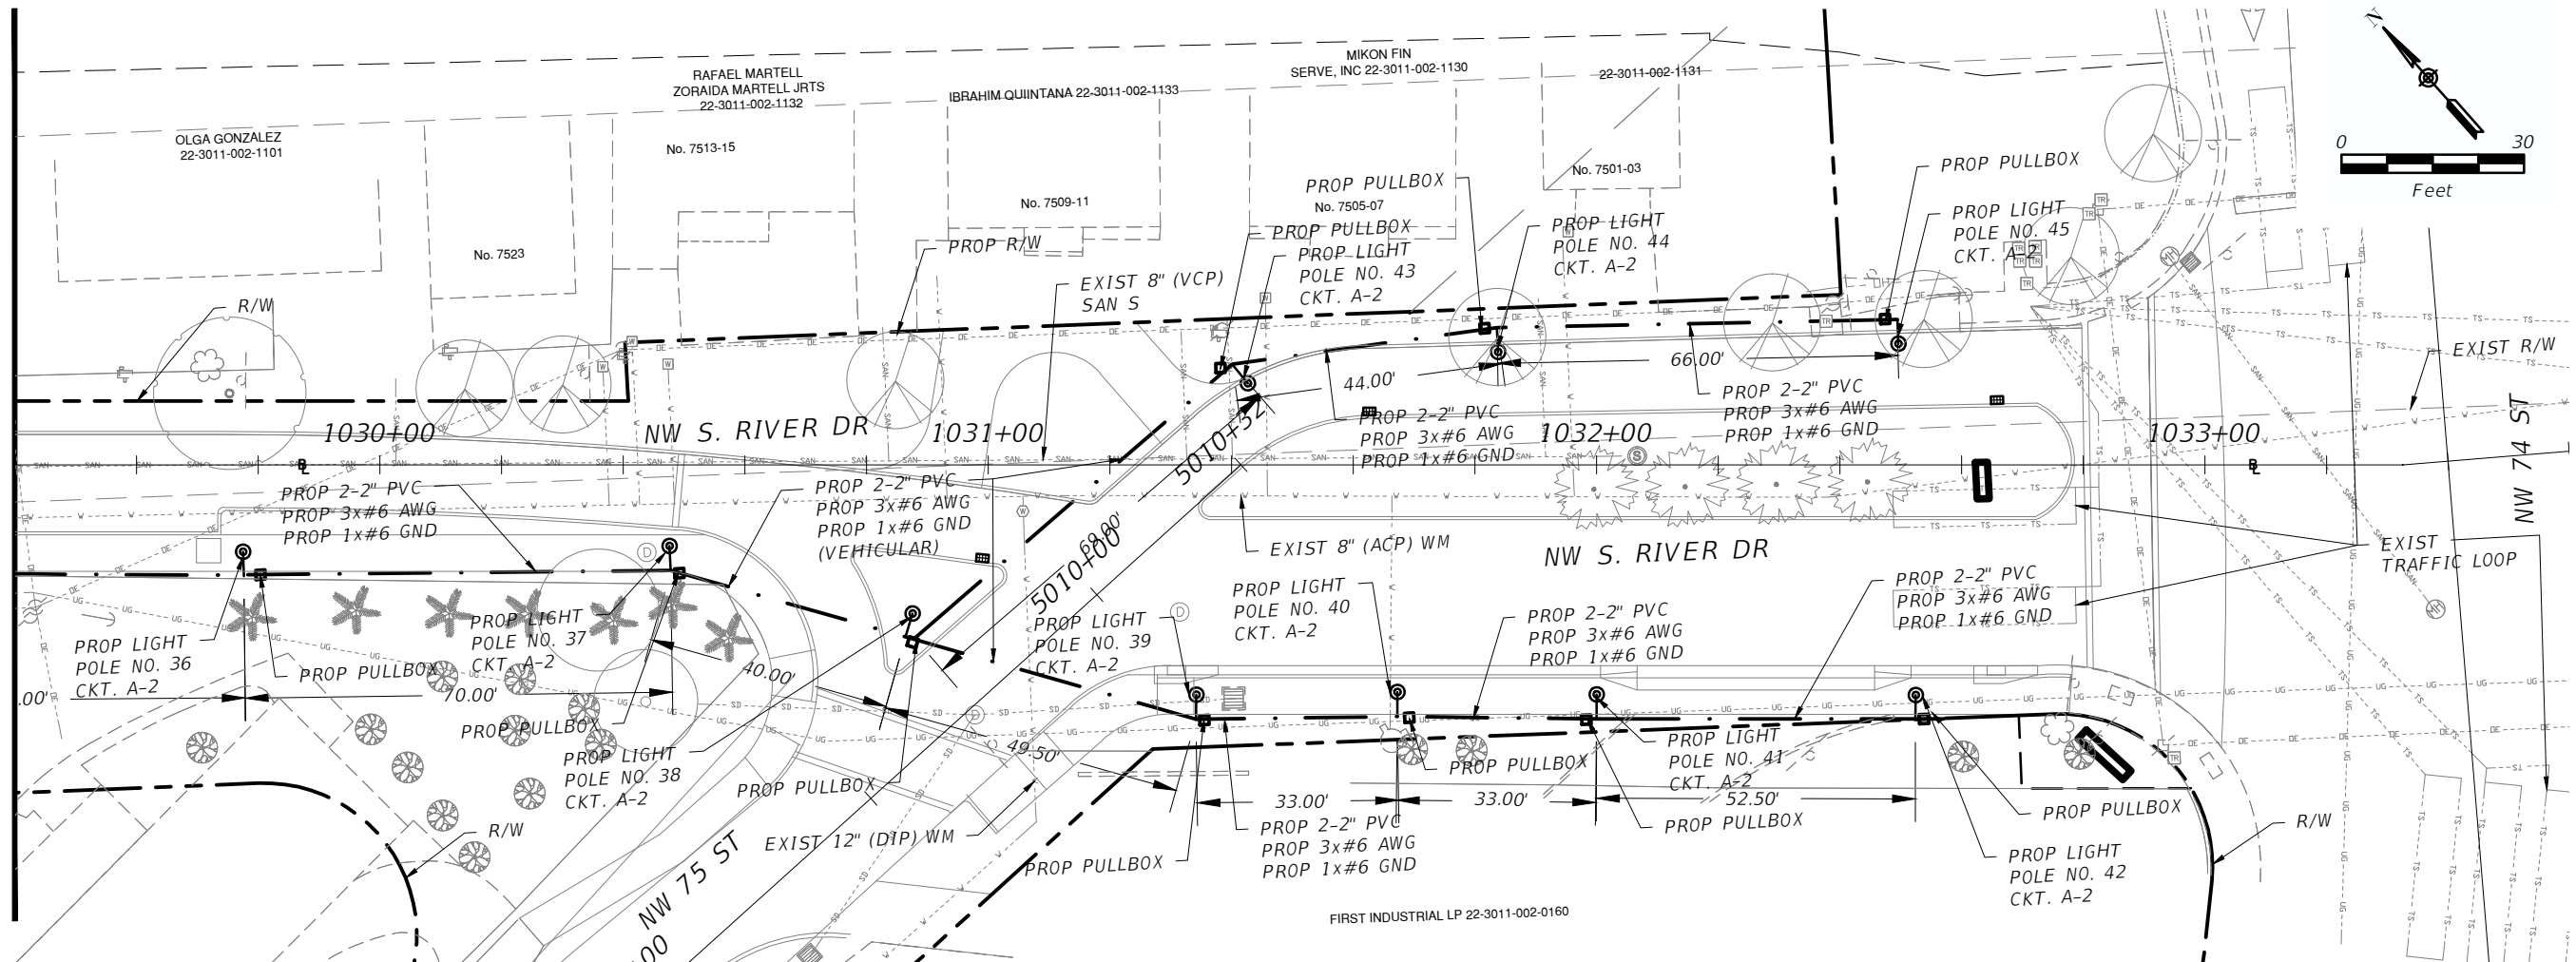 RAFAEL MARTELL
ZORAIDA MARTELL JRTS
22-3011-002-1132
IBRAHIM QUIINTANA 22-3011-002-1133
MIKON FIN
SERVE, INC 22-3011-002-1130
22-3011-002-1131
N
0 30
Feet
OLGA GONZALEZ
22-3011-002-1101
No. 7513-15
No. 7523
No. 7509-11
No. 7505-07
No. 7501-03
PROP PULLBOX
PROP PULLBOX
PROP LIGHT
POLE NO. 43
CKT. A-2
PROP LIGHT
POLE NO. 44
CKT. A-2
PROP PULLBOX
PROP LIGHT
POLE NO. 45
CKT. A-2
R/W
PROP R/W
EXIST 8" (VCP)
SAN S
44.00'
66.00'
EXIST R/W
1030+00
NW S. RIVER DR
1031+00
5010+32
PROP 2-2" PVC
PROP 3x#6 AWG
PROP 1x#6 GND
1032+00
PROP 2-2" PVC
PROP 3x#6 AWG
PROP 1x#6 GND
1033+00
NW 74 ST
PROP 2-2" PVC
PROP 3x#6 AWG
PROP 1x#6 GND
PROP 2-2" PVC
PROP 3x#6 AWG
PROP 1x#6 GND
(VEHICULAR)
68.80'
5010+00
EXIST 8" (ACP) WM
NW S. RIVER DR
EXIST
TRAFFIC LOOP
PROP LIGHT
POLE NO. 36
CKT. A-2
PROP PULLBOX
PROP LIGHT
POLE NO. 37
CKT. A-2
.00'
70.00'
40.00'
PROP PULLBOX
PROP LIGHT
POLE NO. 38
CKT. A-2
PROP PULLBOX
PROP LIGHT
POLE NO. 39
CKT. A-2
PROP LIGHT
POLE NO. 40
CKT. A-2
PROP 2-2" PVC
PROP 3x#6 AWG
PROP 1x#6 GND
PROP 2-2" PVC
PROP 3x#6 AWG
PROP 1x#6 GND
49.50'
PROP PULLBOX
PROP LIGHT
POLE NO. 41
CKT. A-2
33.00'
33.00'
52.50'
PROP PULLBOX
PROP PULLBOX
R/W
R/W
EXIST 12" (DIP) WM
PROP PULLBOX
PROP 2-2" PVC
PROP 3x#6 AWG
PROP 1x#6 GND
PROP LIGHT
POLE NO. 42
CKT. A-2
NW 75 ST
FIRST INDUSTRIAL LP 22-3011-002-0160